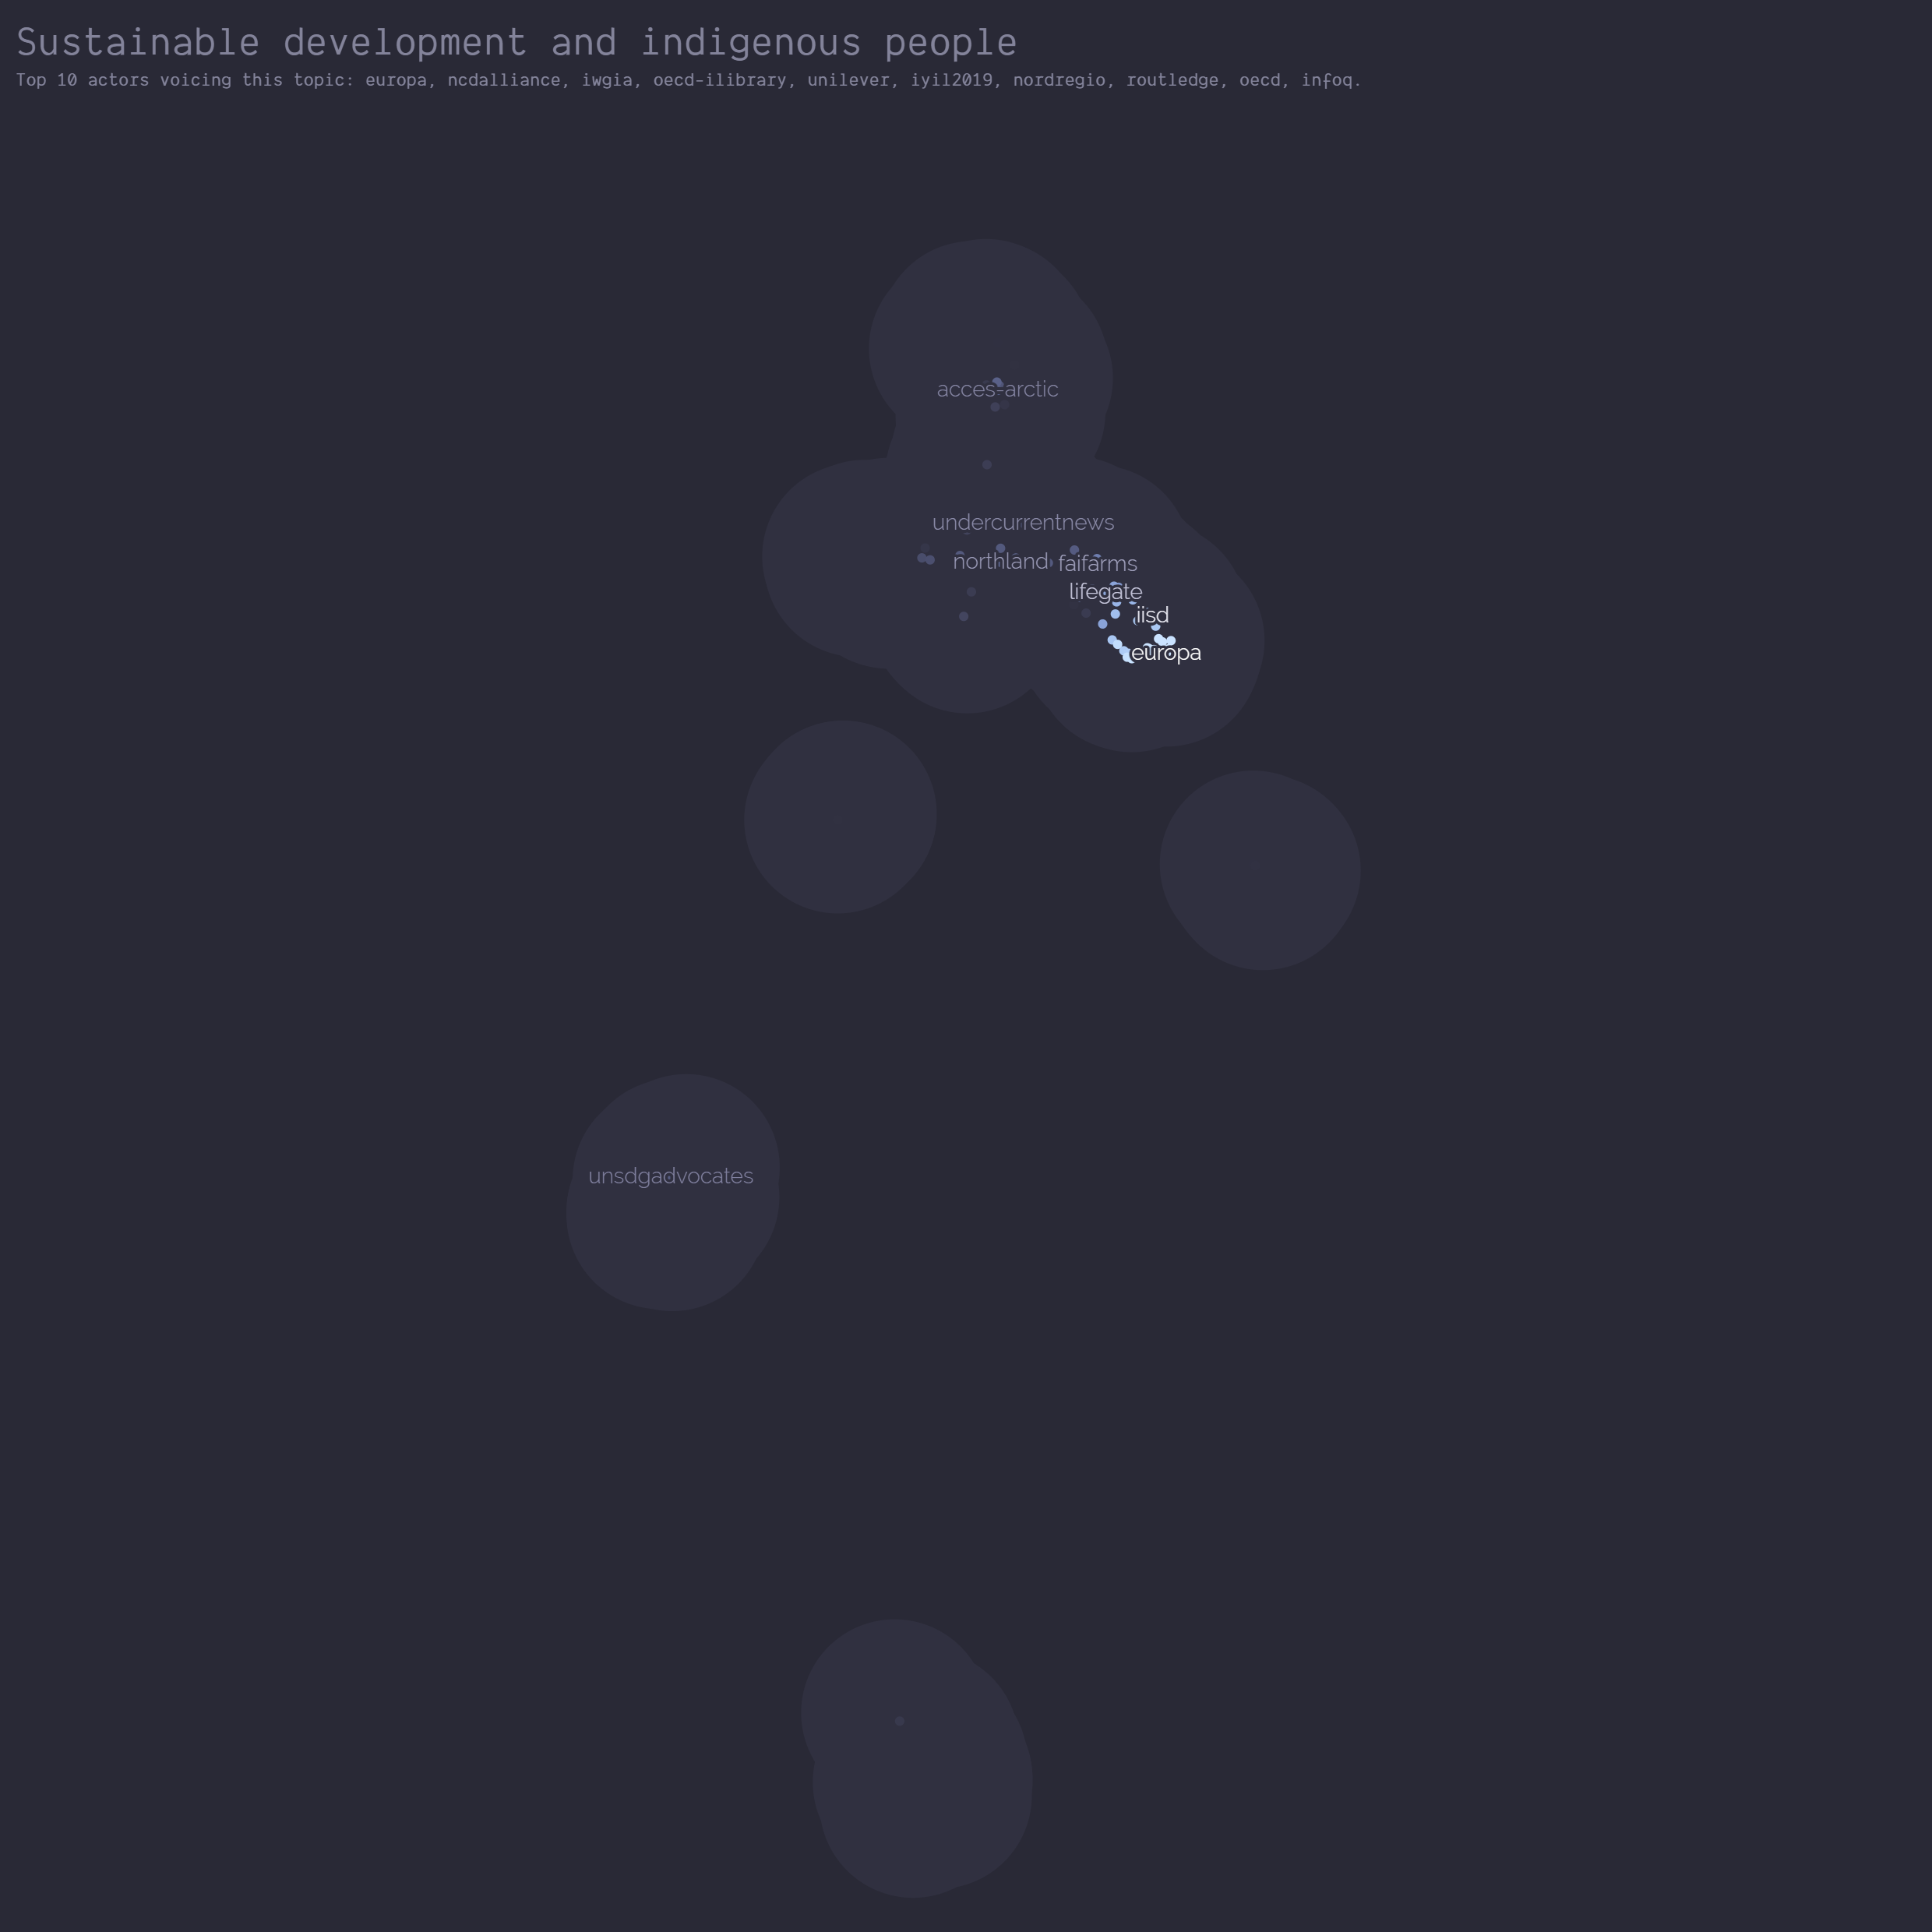 Sustainable development and indigenous people
Top 10 actors voicing this topic: europa, ncdalliance, iwgia, oecd-ilibrary, unilever, iyil2019, nordregio, routledge, oecd, infoq.
acces-arctic
undercurrentnews
northland
faifarms
lifegate
iisd
europa
unsdgadvocates